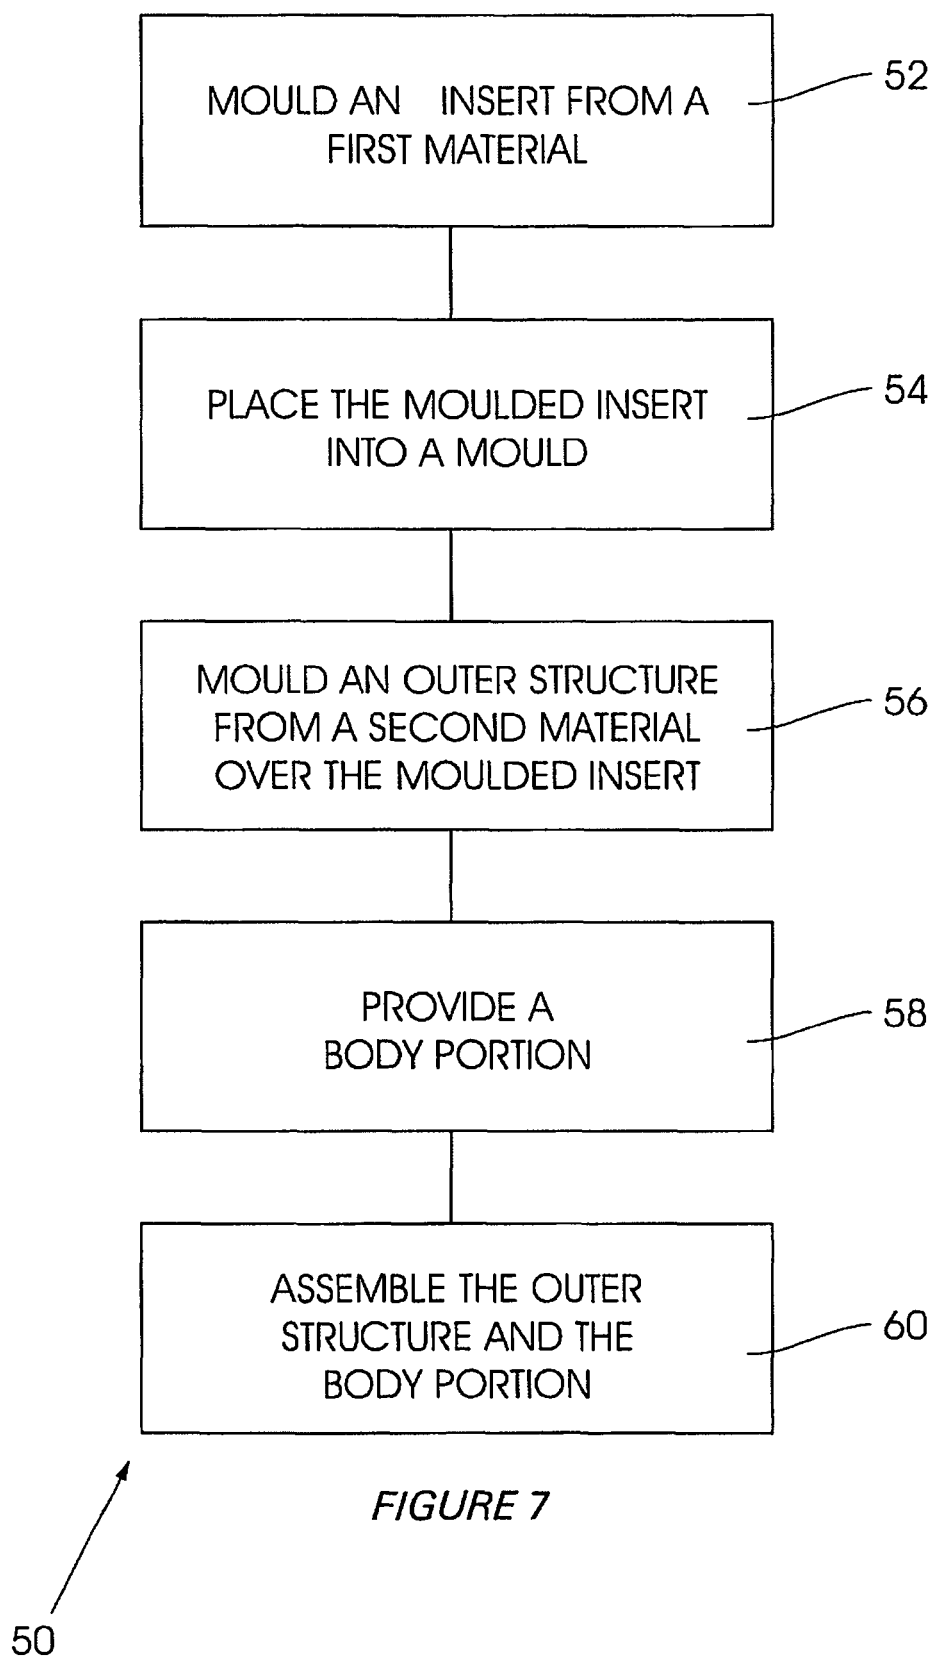 MOULD AN INSERT FROM A
FIRST MATERIAL
52
PLACE THE MOULDED INSERT
INTO A MOULD
54
MOULD AN OUTER STRUCTURE
FROM A SECOND MATERIAL
OVER THE MOULDED INSERT
56
PROVIDE A
BODY PORTION
58
ASSEMBLE THE OUTER
STRUCTURE AND THE
BODY PORTION
60
FIGURE 7
50